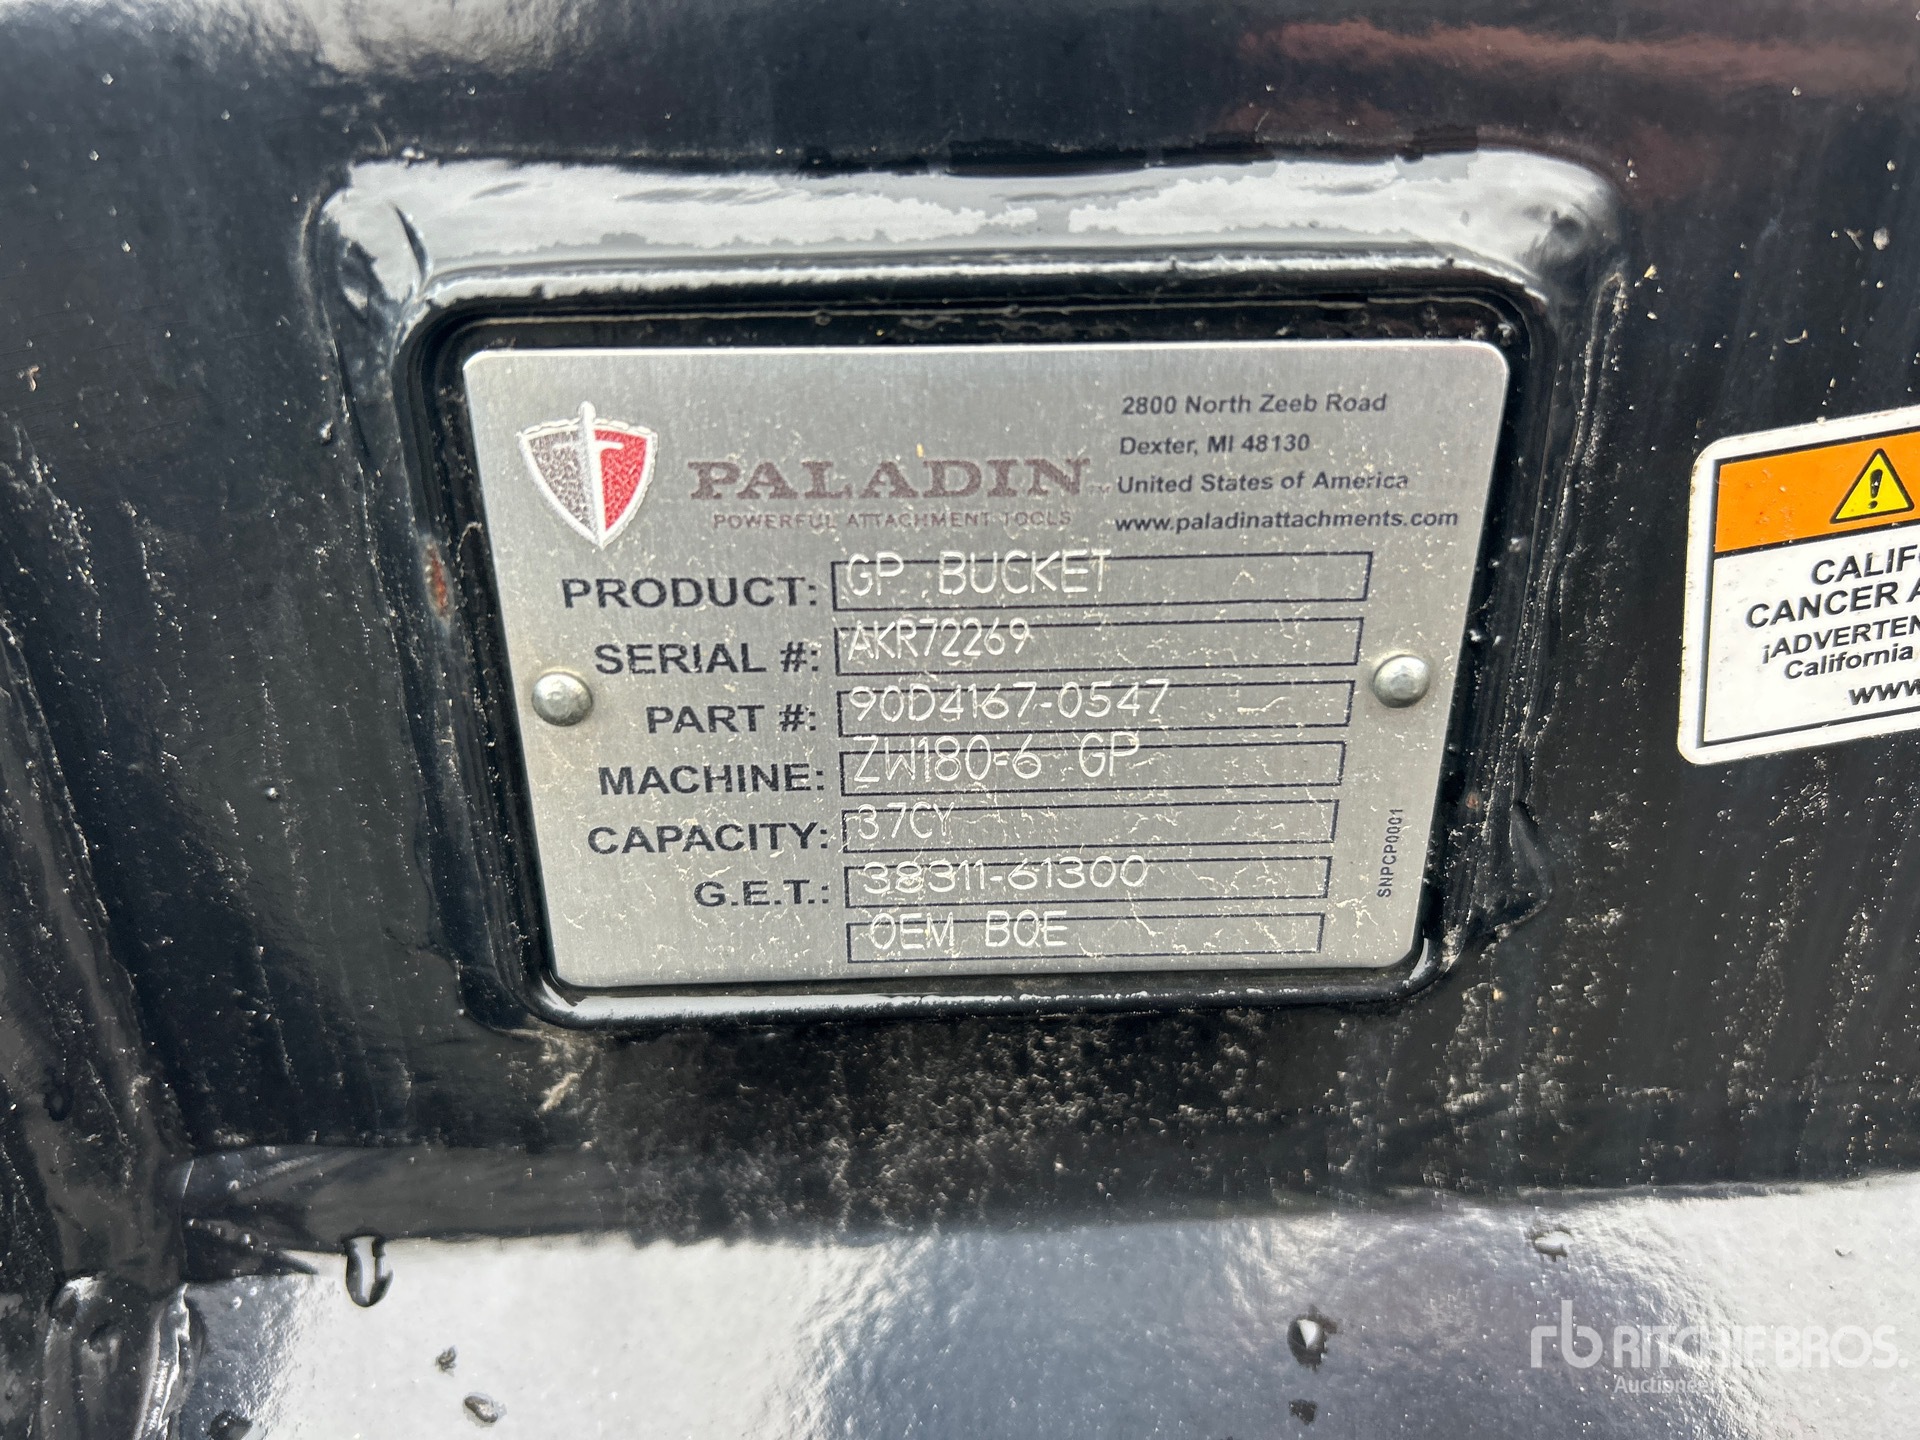 2800 North Zeeb Road
Dexter, MI 48130
United States of America
www.paladinattachments.com
PALADIN
POWERFUL ATTACHMENT TOOLS
PRODUCT: GP BUCKET
SERIAL #: AKR72269
PART #: 90D4167-0547
MACHINE: ZW180-6 GP
CAPACITY: 37CY
G.E.T.: 38311-61300
OEM BOE
SNPCP0001
CALIF
CANCER A
¡ADVERTEN
California
www
rb RITCHIE BROS.
Auctioneers